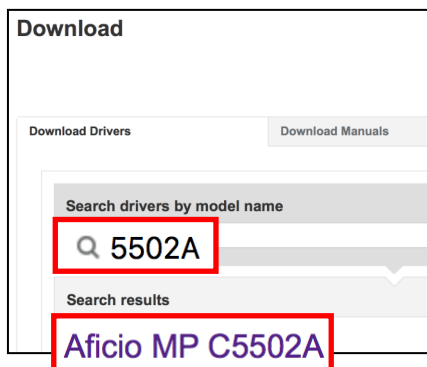 Download
Download Drivers Download Manuals
Search drivers by model name
5502A
Search results
Aficio MP C5502A